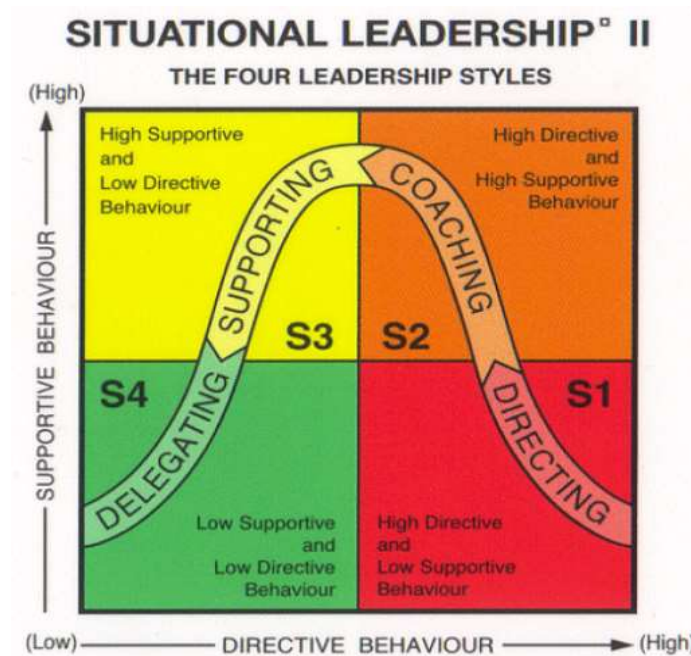 SITUATIONAL LEADERSHIP® II
THE FOUR LEADERSHIP STYLES
(High)
High Supportive
and
Low Directive
Behaviour
High Directive
and
High Supportive
Behaviour
SUPPORTING
COACHING
S3
S2
S4
S1
DELEGATING
DIRECTING
Low Supportive
and
Low Directive
Behaviour
High Directive
and
Low Supportive
Behaviour
SUPPORTIVE BEHAVIOUR
(Low)
DIRECTIVE BEHAVIOUR
(High)